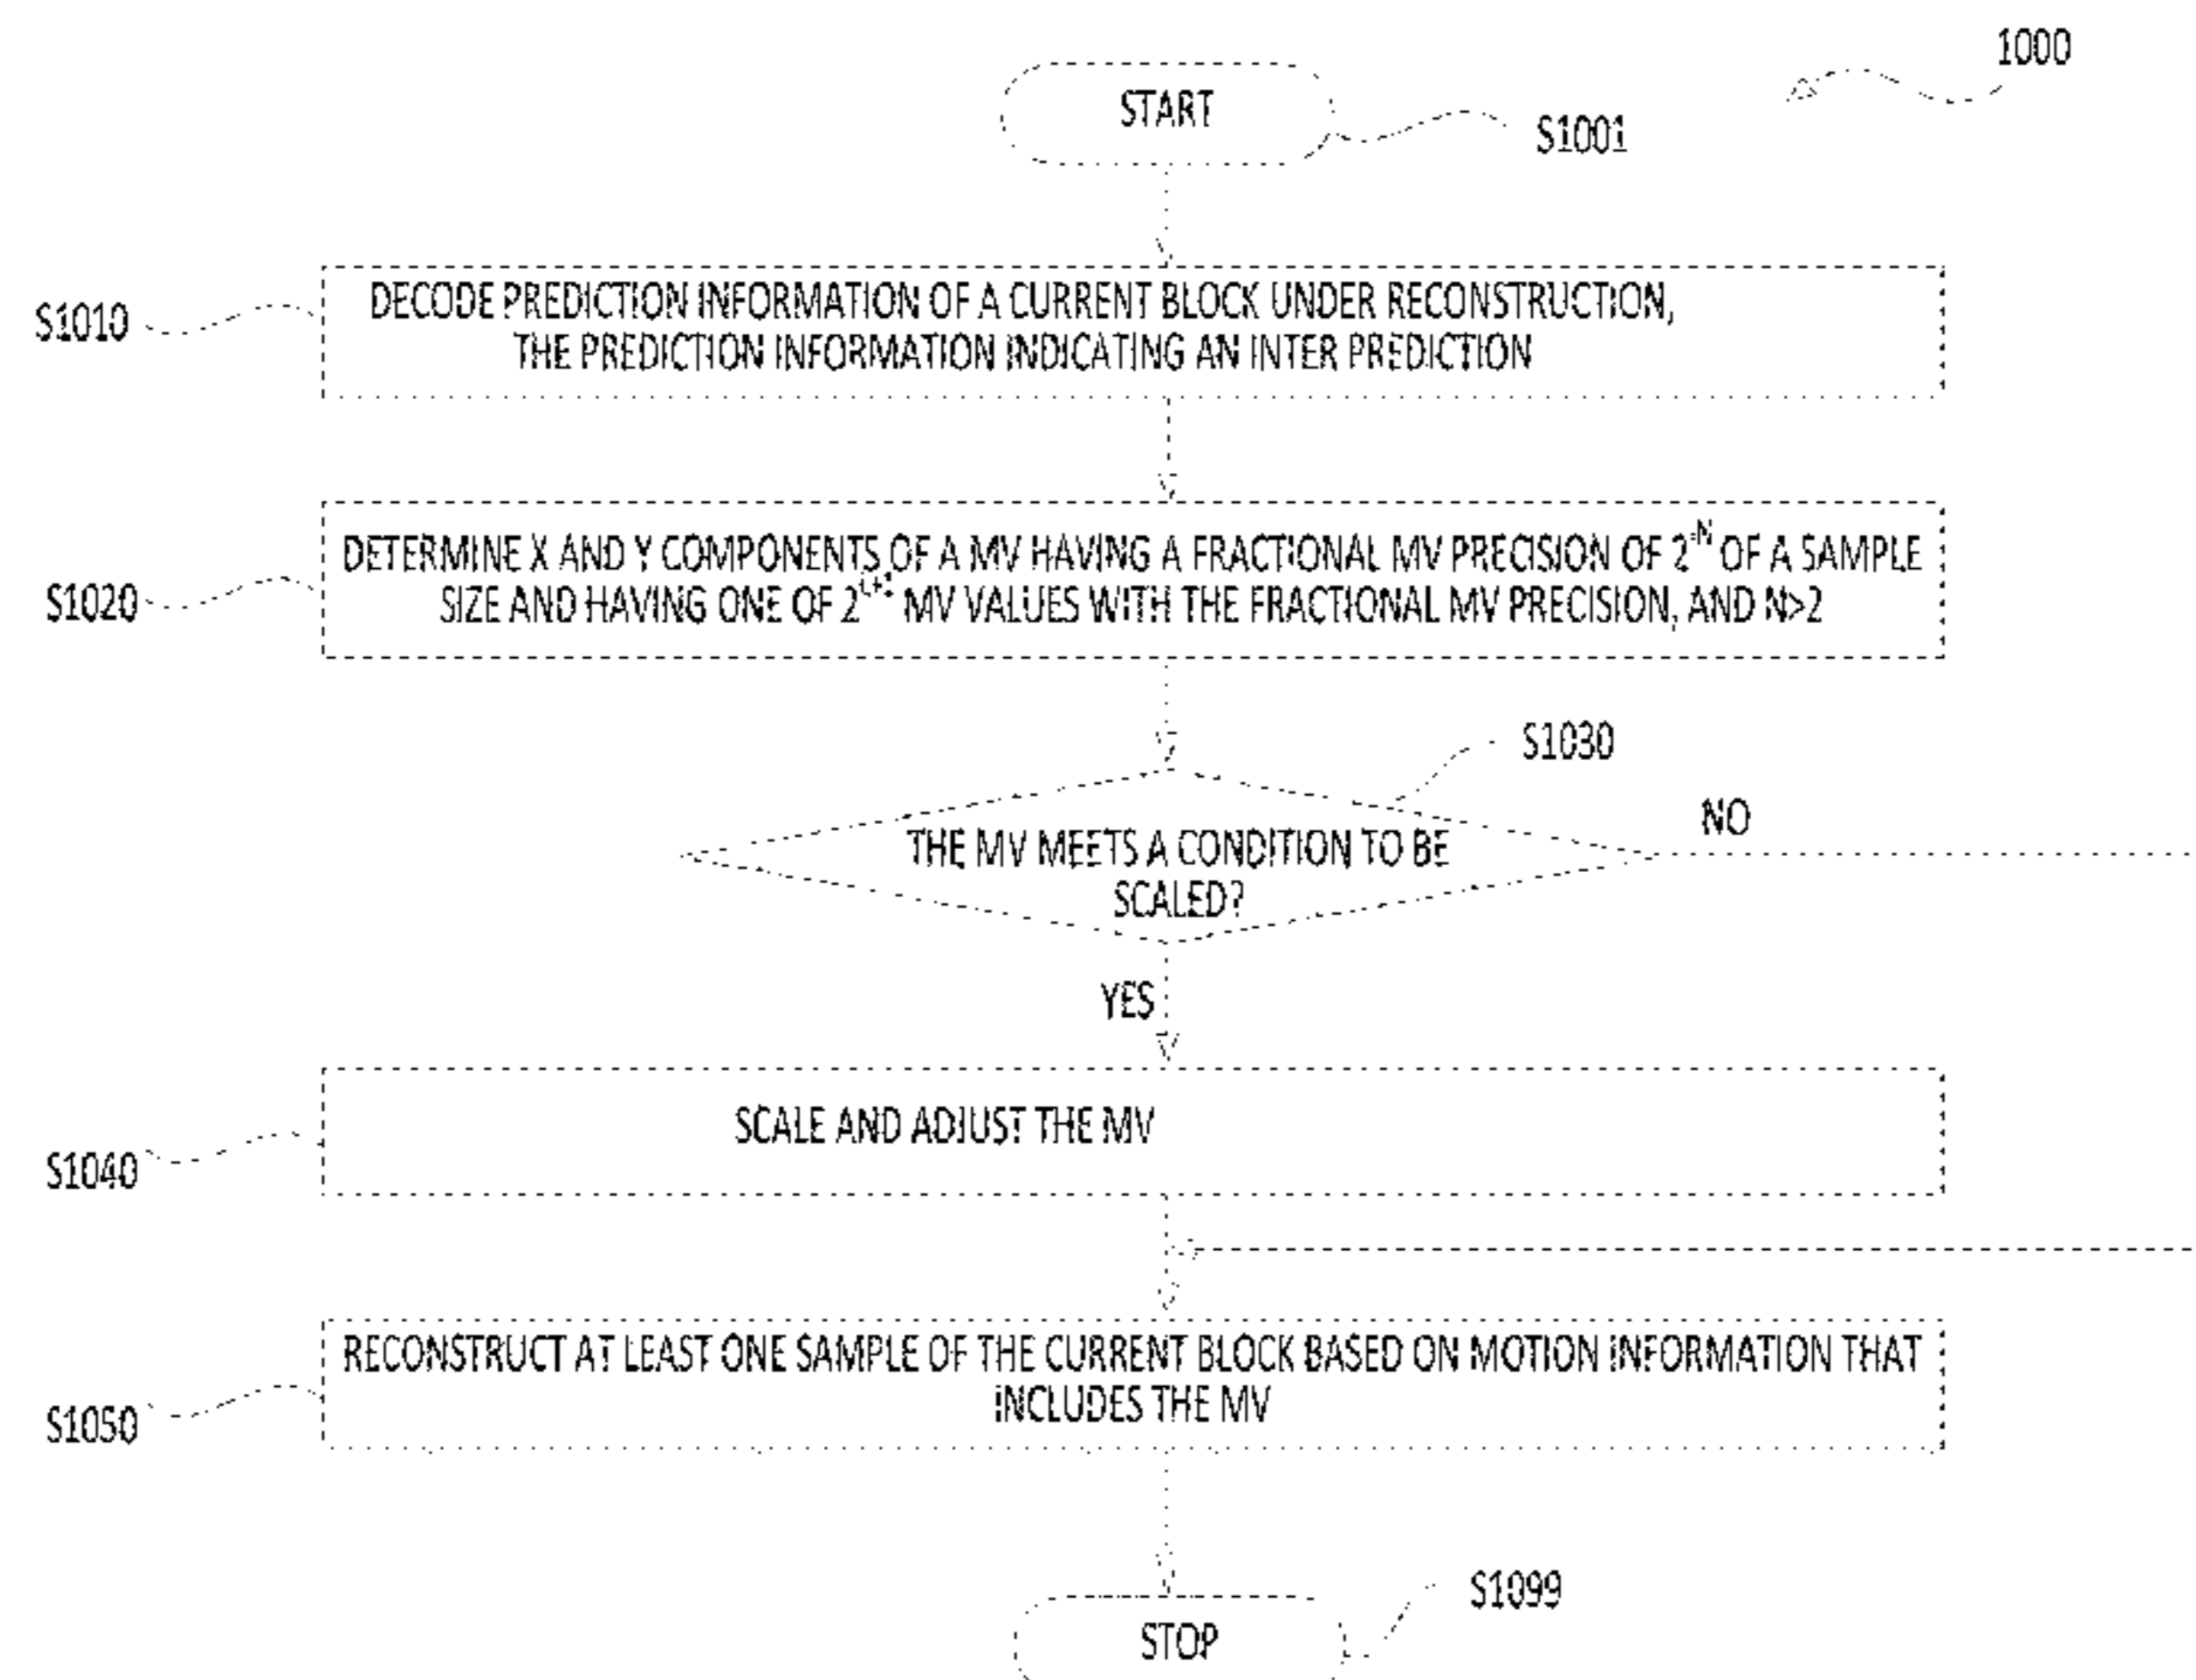 1000
START
S1001
S1010
DECODE PREDICTION INFORMATION OF A CURRENT BLOCK UNDER RECONSTRUCTION,
THE PREDICTION INFORMATION INDICATING AN INTER PREDICTION
S1020
DETERMINE X AND Y COMPONENTS OF A MV HAVING A FRACTIONAL MV PRECISION OF 2^-N OF A SAMPLE
SIZE AND HAVING ONE OF 2^L+1 MV VALUES WITH THE FRACTIONAL MV PRECISION, AND N>2
S1030
NO
THE MV MEETS A CONDITION TO BE
SCALED?
YES
S1040
SCALE AND ADJUST THE MV
S1050
RECONSTRUCT AT LEAST ONE SAMPLE OF THE CURRENT BLOCK BASED ON MOTION INFORMATION THAT
INCLUDES THE MV
S1099
STOP